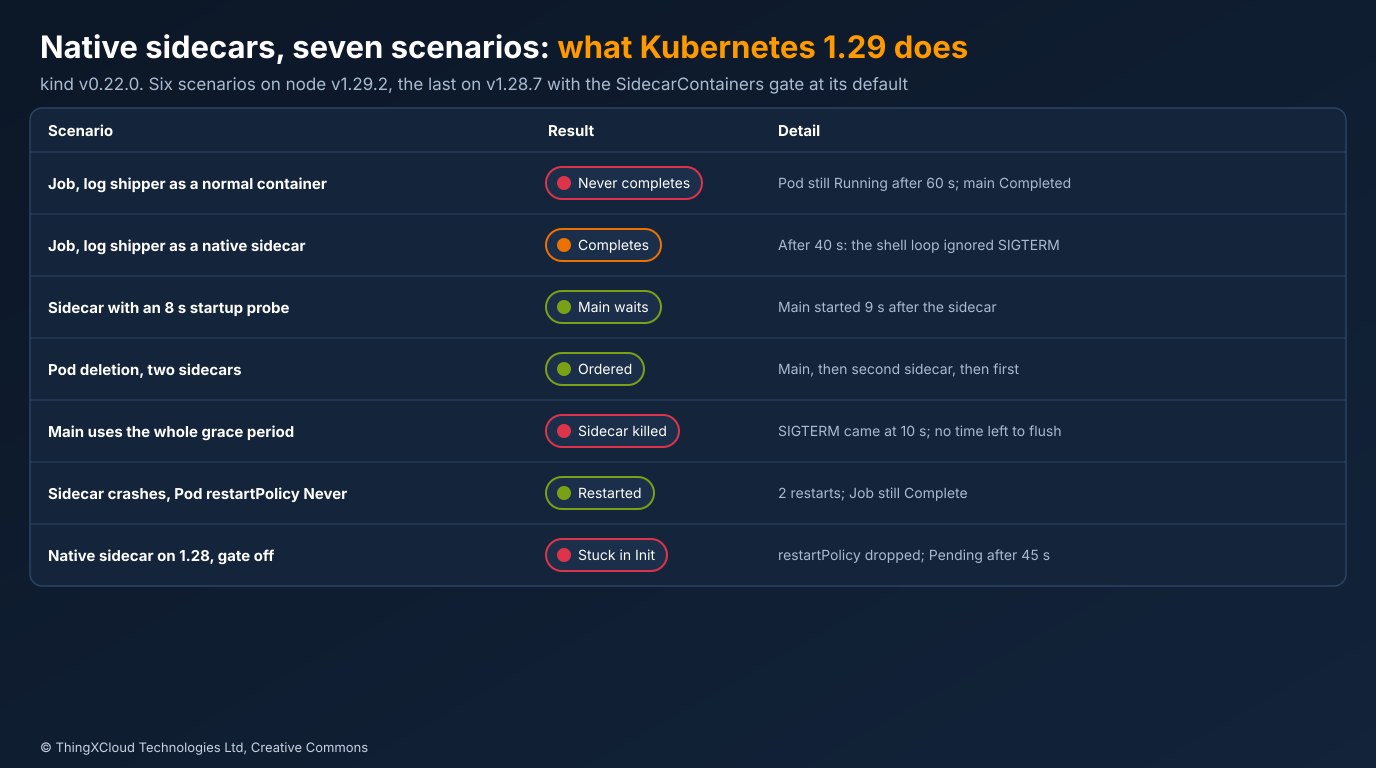 Native sidecars, seven scenarios: what Kubernetes 1.29 does
kind v0.22.0. Six scenarios on node v1.29.2, the last on v1.28.7 with the SidecarContainers gate at its default
Scenario Result Detail
Job, log shipper as a normal container Never completes Pod still Running after 60 s; main Completed
Job, log shipper as a native sidecar Completes After 40 s: the shell loop ignored SIGTERM
Sidecar with an 8 s startup probe Main waits Main started 9 s after the sidecar
Pod deletion, two sidecars Ordered Main, then second sidecar, then first
Main uses the whole grace period Sidecar killed SIGTERM came at 10 s; no time left to flush
Sidecar crashes, Pod restartPolicy Never Restarted 2 restarts; Job still Complete
Native sidecar on 1.28, gate off Stuck in Init restartPolicy dropped; Pending after 45 s
© ThingXCloud Technologies Ltd, Creative Commons